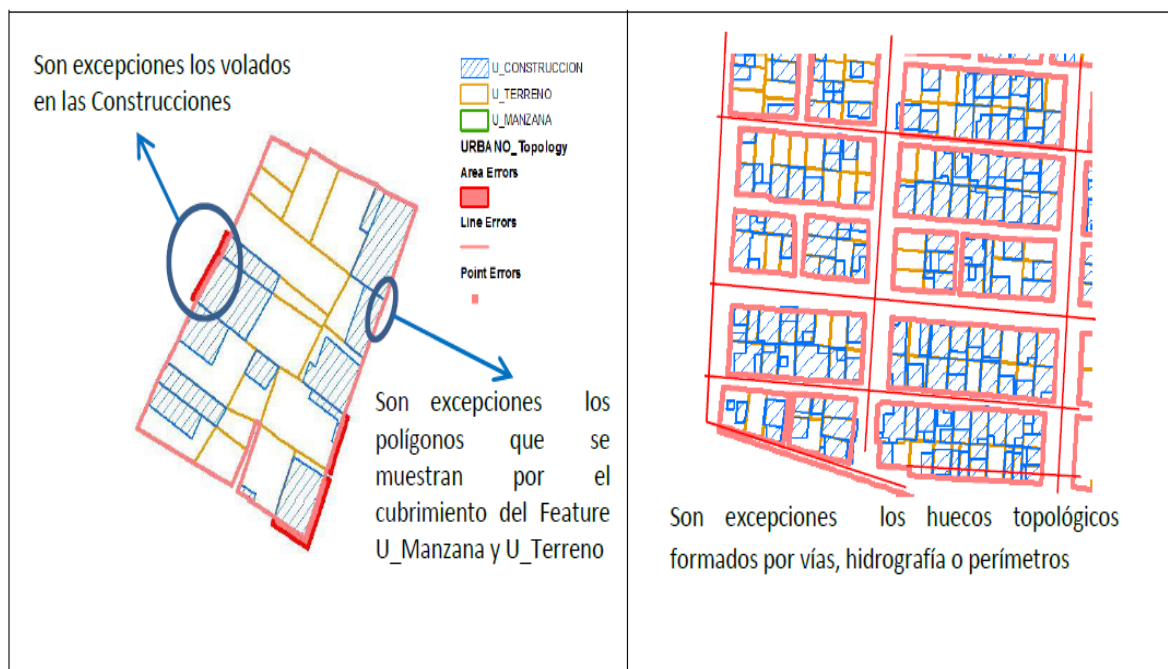 Son excepciones los volados
en las Construcciones
U_CONSTRUCCION
U_TERRENO
U_MANZANA
URBANO_Topology
Area Errors
Line Errors
Point Errors
Son excepciones los
polígonos que se
muestran por el
cubrimiento del Feature
U_Manzana y U_Terreno
Son excepciones los huecos topológicos
formados por vías, hidrografía o perímetros